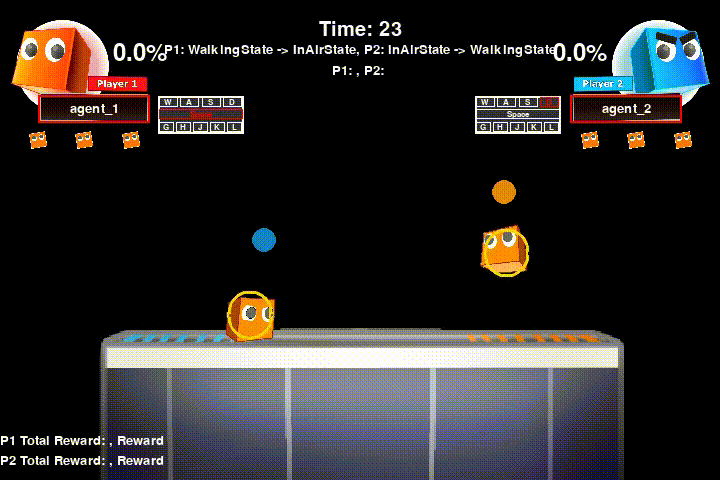 Time: 23
0.0%
P1: WalkingState -> InAirState, P2: InAirState -> WalkingState
0.0%
P1: , P2:
Player 1
Player 2
agent_1
agent_2
W A S D
Space
G H J K L
W A S D
Space
G H J K L
P1 Total Reward: , Reward
P2 Total Reward: , Reward